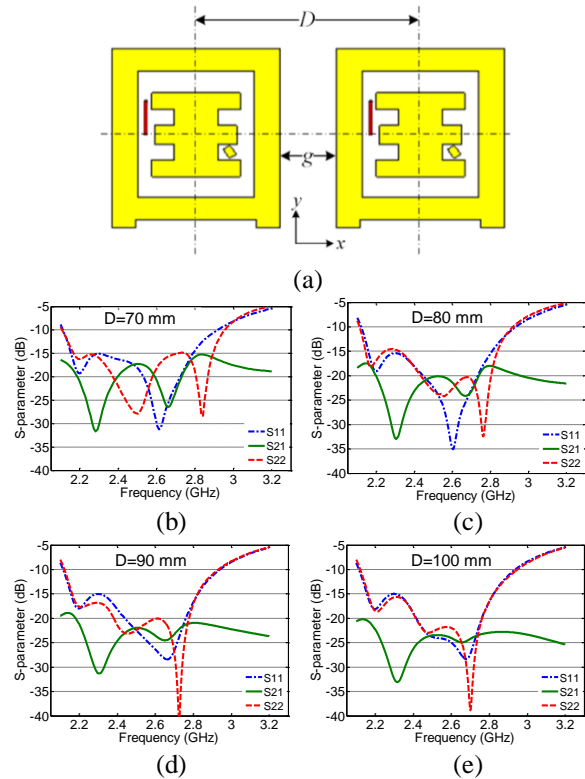 D
g
y
x
(a)
D=70 mm
S-parameter (dB)
-5
-10
-15
-20
-25
-30
-35
-40
S11
S21
S22
2.2 2.4 2.6 2.8 3 3.2
Frequency (GHz)
(b)
D=80 mm
S-parameter (dB)
-5
-10
-15
-20
-25
-30
-35
-40
S11
S21
S22
2.2 2.4 2.6 2.8 3 3.2
Frequency (GHz)
(c)
D=90 mm
S-parameter (dB)
-5
-10
-15
-20
-25
-30
-35
-40
S11
S21
S22
2.2 2.4 2.6 2.8 3 3.2
Frequency (GHz)
(d)
D=100 mm
S-parameter (dB)
-5
-10
-15
-20
-25
-30
-35
-40
S11
S21
S22
2.2 2.4 2.6 2.8 3 3.2
Frequency (GHz)
(e)